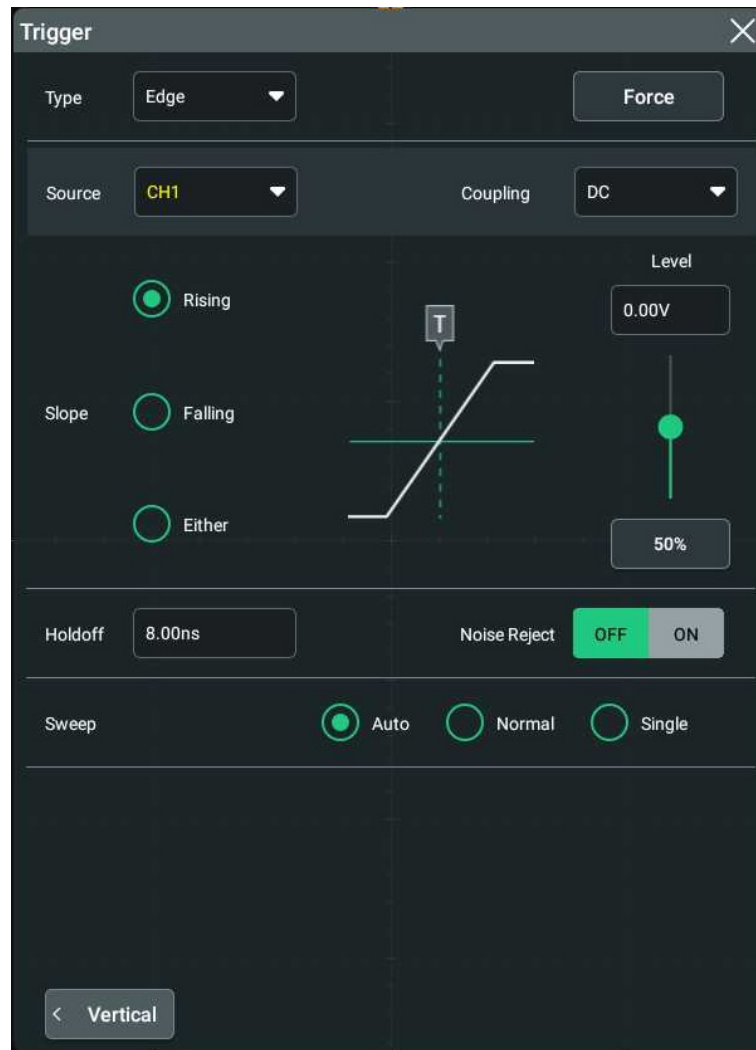 Trigger
Type Edge Force
Source CH1 Coupling DC
Level
Rising 0.00V
T
Slope Falling
Either 50%
Holdoff 8.00ns Noise Reject OFF ON
Sweep Auto Normal Single
< Vertical